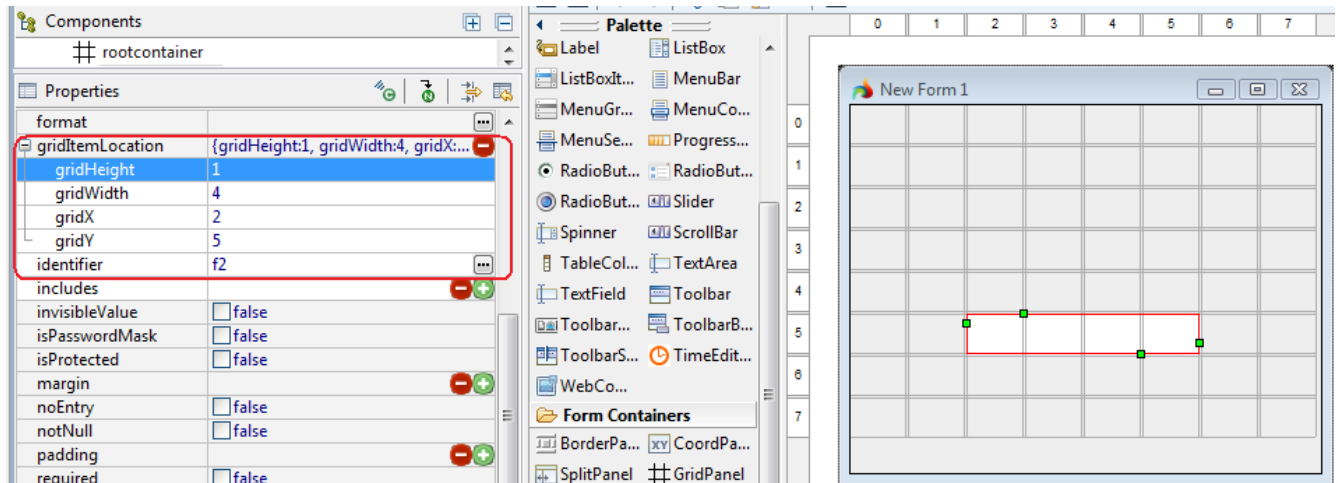 Components
rootcontainer
Properties
format
gridItemLocation {gridHeight:1, gridWidth:4, gridX:...
gridHeight 1
gridWidth 4
gridX 2
gridY 5
identifier f2
includes
invisibleValue false
isPasswordMask false
isProtected false
margin
noEntry false
notNull false
padding
required false
Palette
Label ListBox
ListBoxIt... MenuBar
MenuGr... MenuCo...
MenuSe... Progress...
RadioBut... RadioBut...
RadioBut... Slider
Spinner ScrollBar
TableCol... TextArea
TextField Toolbar
Toolbar... ToolbarB...
ToolbarS... TimeEdit...
WebCo...
Form Containers
BorderPa... CoordPa...
SplitPanel GridPanel
0 1 2 3 4 5 6 7
New Form 1
0
1
2
3
4
5
6
7